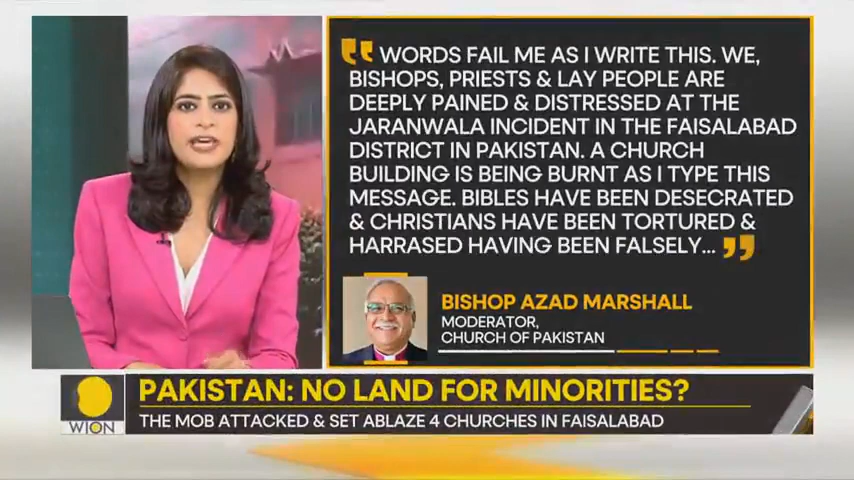 WORDS FAIL ME AS I WRITE THIS. WE,
BISHOPS, PRIESTS & LAY PEOPLE ARE
DEEPLY PAINED & DISTRESSED AT THE
JARANWALA INCIDENT IN THE FAISALABAD
DISTRICT IN PAKISTAN. A CHURCH
BUILDING IS BEING BURNT AS I TYPE THIS
MESSAGE. BIBLES HAVE BEEN DESECRATED
& CHRISTIANS HAVE BEEN TORTURED &
HARRASED HAVING BEEN FALSELY...
BISHOP AZAD MARSHALL
MODERATOR,
CHURCH OF PAKISTAN
PAKISTAN: NO LAND FOR MINORITIES?
THE MOB ATTACKED & SET ABLAZE 4 CHURCHES IN FAISALABAD
WION